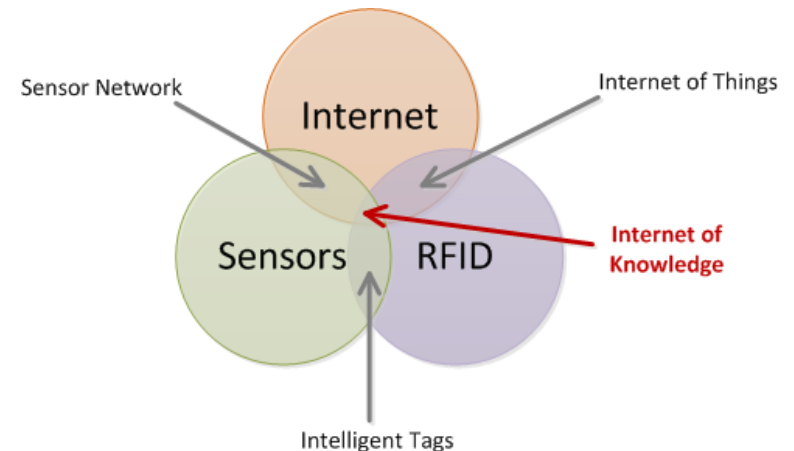 Internet of Things
Sensor Network
Internet
Internet of
Knowledge
Sensors
RFID
Intelligent Tags